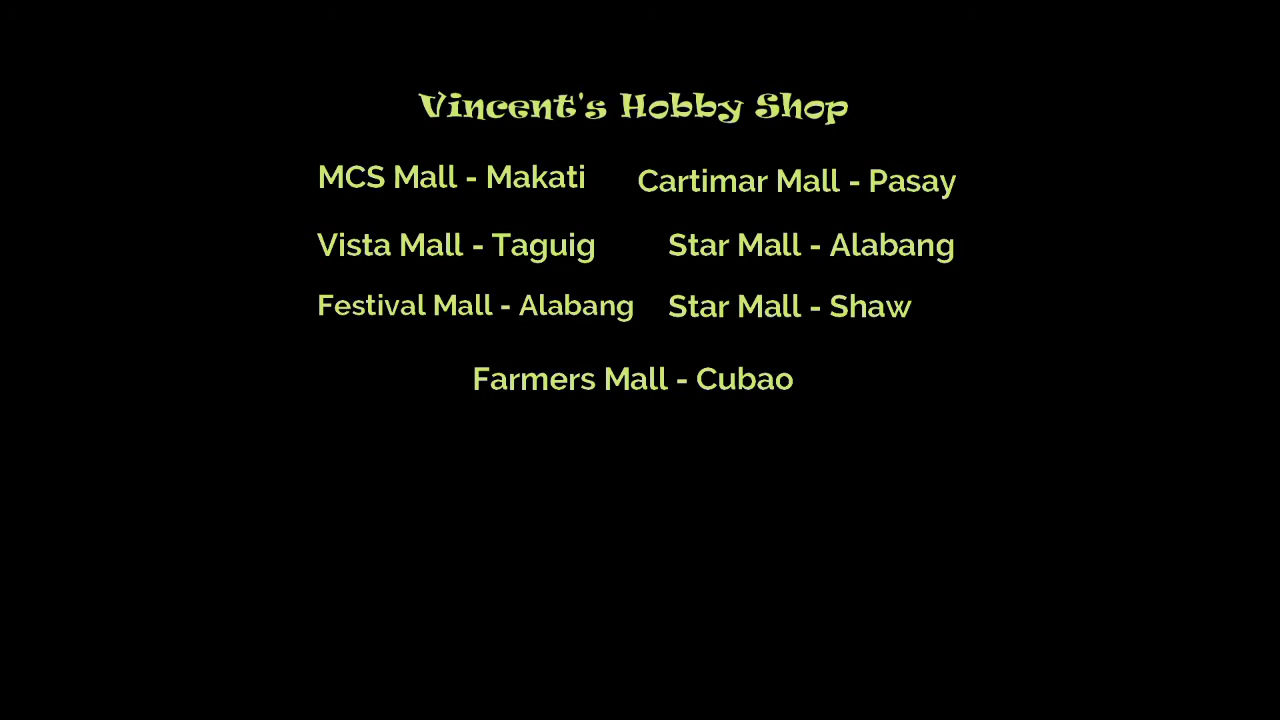 Vincent's Hobby Shop
MCS Mall - Makati
Cartimar Mall - Pasay
Vista Mall - Taguig
Star Mall - Alabang
Festival Mall - Alabang
Star Mall - Shaw
Farmers Mall - Cubao